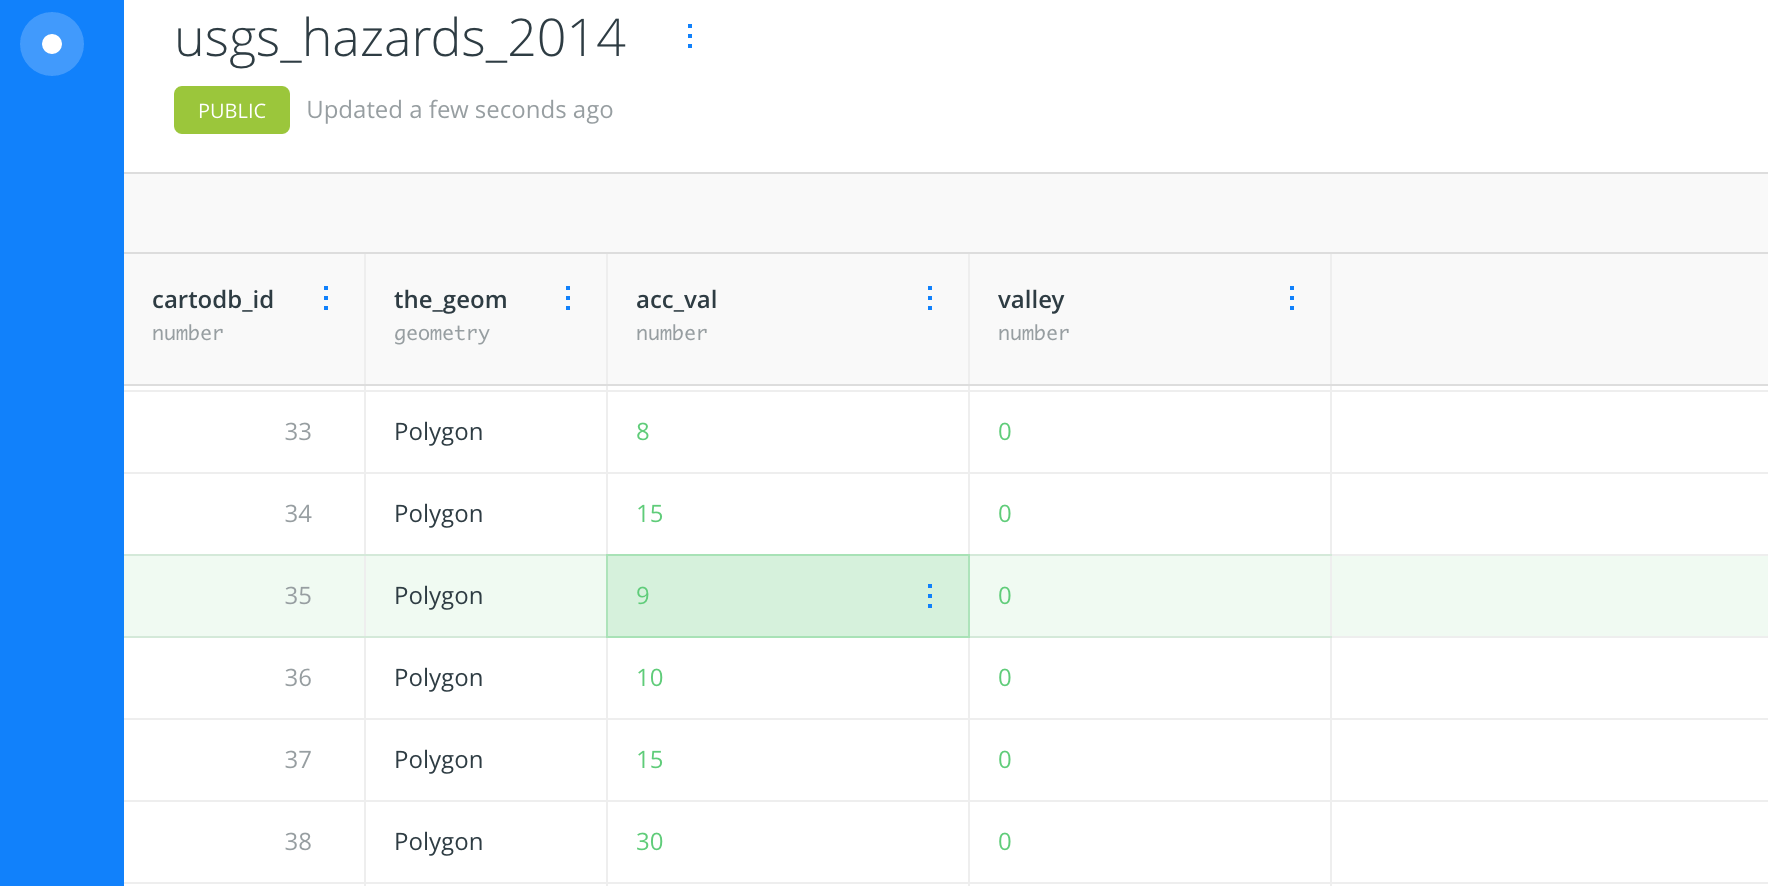 usgs_hazards_2014
PUBLIC Updated a few seconds ago
cartodb_id the_geom acc_val valley
number geometry number number
33 Polygon 8 0
34 Polygon 15 0
35 Polygon 9 0
36 Polygon 10 0
37 Polygon 15 0
38 Polygon 30 0